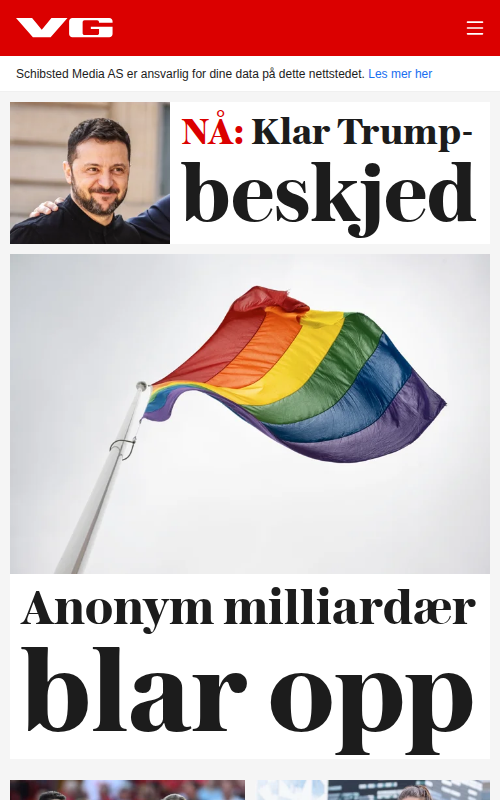 VG
Schibsted Media AS er ansvarlig for dine data på dette nettstedet. Les mer her
NÅ: Klar Trump-
beskjed
Anonym milliardær
blar opp